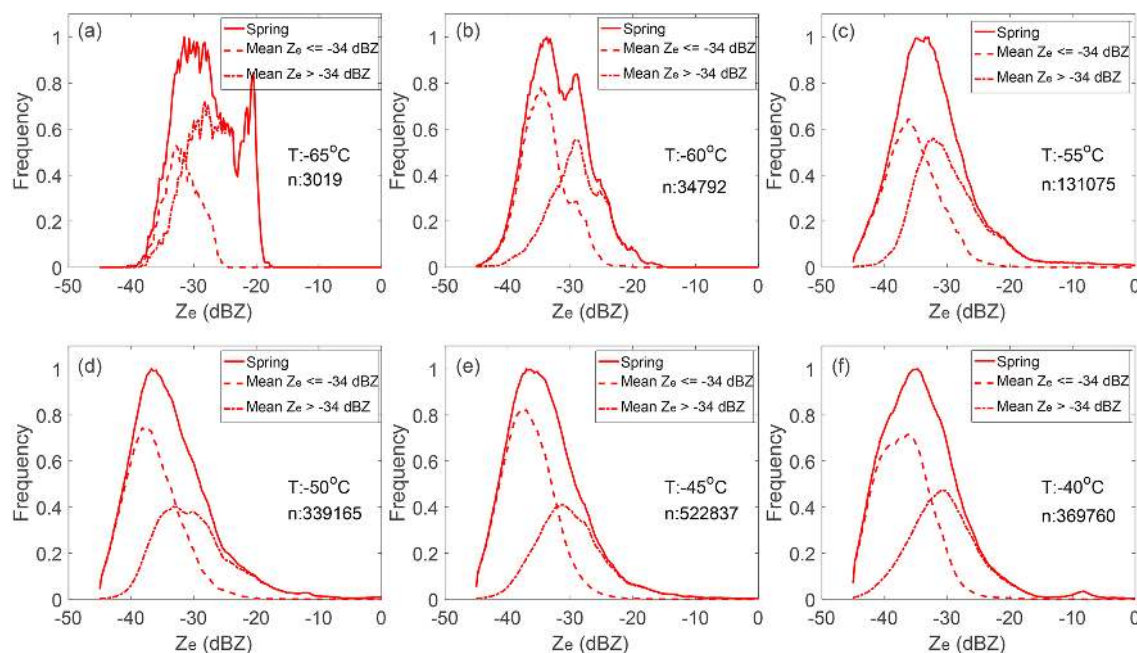 (a)
Spring
Mean Ze <= -34 dBZ
Mean Ze > -34 dBZ
T:-65°C
n:3019
Frequency
1
0.8
0.6
0.4
0.2
0
-50 -40 -30 -20 -10 0
Ze (dBZ)
(b)
Spring
Mean Ze <= -34 dBZ
Mean Ze > -34 dBZ
T:-60°C
n:34792
Frequency
1
0.8
0.6
0.4
0.2
0
-50 -40 -30 -20 -10 0
Ze (dBZ)
(c)
Spring
Mean Ze <= -34 dBZ
Mean Ze > -34 dBZ
T:-55°C
n:131075
Frequency
1
0.8
0.6
0.4
0.2
0
-50 -40 -30 -20 -10 0
Ze (dBZ)
(d)
Spring
Mean Ze <= -34 dBZ
Mean Ze > -34 dBZ
T:-50°C
n:339165
Frequency
1
0.8
0.6
0.4
0.2
0
-50 -40 -30 -20 -10 0
Ze (dBZ)
(e)
Spring
Mean Ze <= -34 dBZ
Mean Ze > -34 dBZ
T:-45°C
n:522837
Frequency
1
0.8
0.6
0.4
0.2
0
-50 -40 -30 -20 -10 0
Ze (dBZ)
(f)
Spring
Mean Ze <= -34 dBZ
Mean Ze > -34 dBZ
T:-40°C
n:369760
Frequency
1
0.8
0.6
0.4
0.2
0
-50 -40 -30 -20 -10 0
Ze (dBZ)